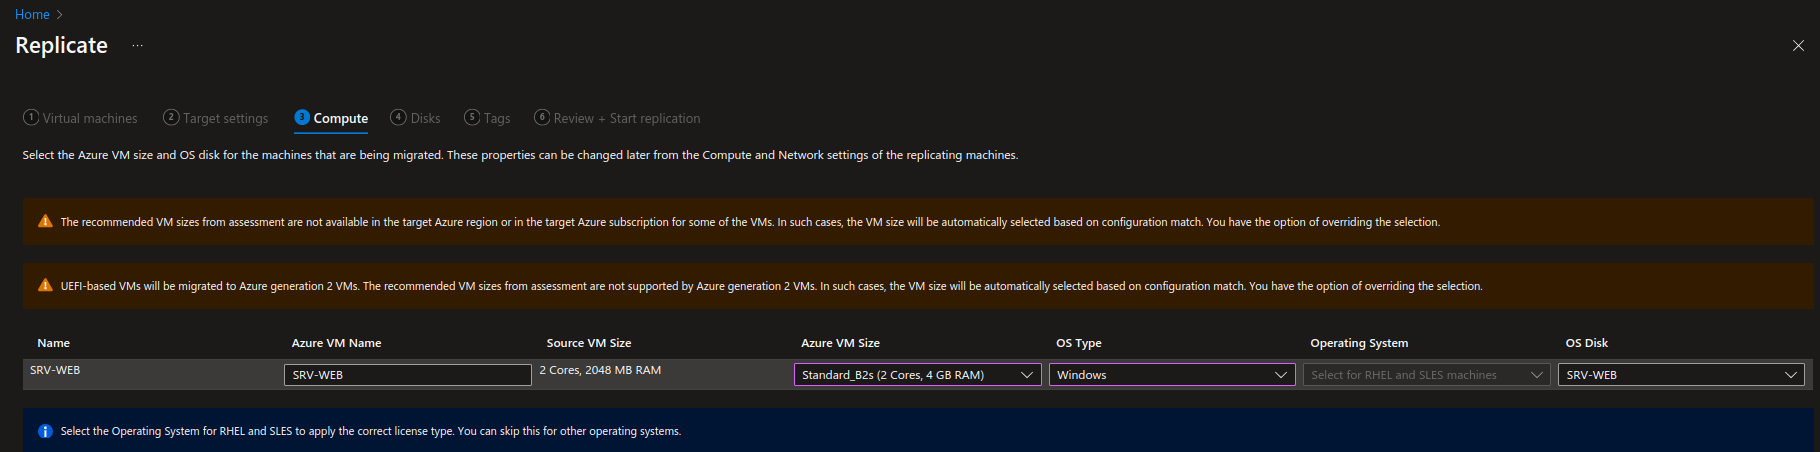 Home >
Replicate ...
1 Virtual machines 2 Target settings 3 Compute 4 Disks 5 Tags 6 Review + Start replication
Select the Azure VM size and OS disk for the machines that are being migrated. These properties can be changed later from the Compute and Network settings of the replicating machines.
The recommended VM sizes from assessment are not available in the target Azure region or in the target Azure subscription for some of the VMs. In such cases, the VM size will be automatically selected based on configuration match. You have the option of overriding the selection.
UEFI-based VMs will be migrated to Azure generation 2 VMs. The recommended VM sizes from assessment are not supported by Azure generation 2 VMs. In such cases, the VM size will be automatically selected based on configuration match. You have the option of overriding the selection.
Name Azure VM Name Source VM Size Azure VM Size OS Type Operating System OS Disk
SRV-WEB SRV-WEB 2 Cores, 2048 MB RAM Standard_B2s (2 Cores, 4 GB RAM) Windows Select for RHEL and SLES machines SRV-WEB
Select the Operating System for RHEL and SLES to apply the correct license type. You can skip this for other operating systems.